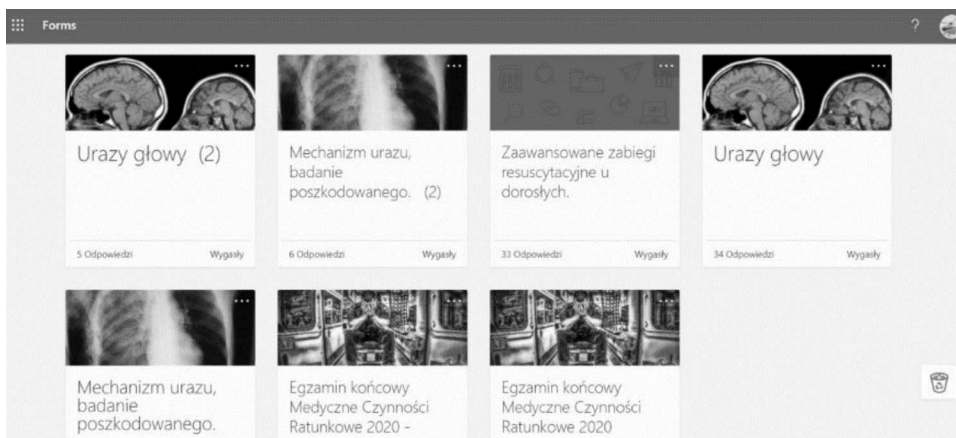 Forms
?
Urazy głowy (2)
5 Odpowiedzi Wygasły
Mechanizm urazu,
badanie
poszkodowanego. (2)
6 Odpowiedzi Wygasły
Zaawansowane zabiegi
resuscytacyjne u
dorosłych.
33 Odpowiedzi Wygasły
Urazy głowy
34 Odpowiedzi Wygasły
Mechanizm urazu,
badanie
poszkodowanego.
Egzamin końcowy
Medyczne Czynności
Ratunkowe 2020 -
Egzamin końcowy
Medyczne Czynności
Ratunkowe 2020